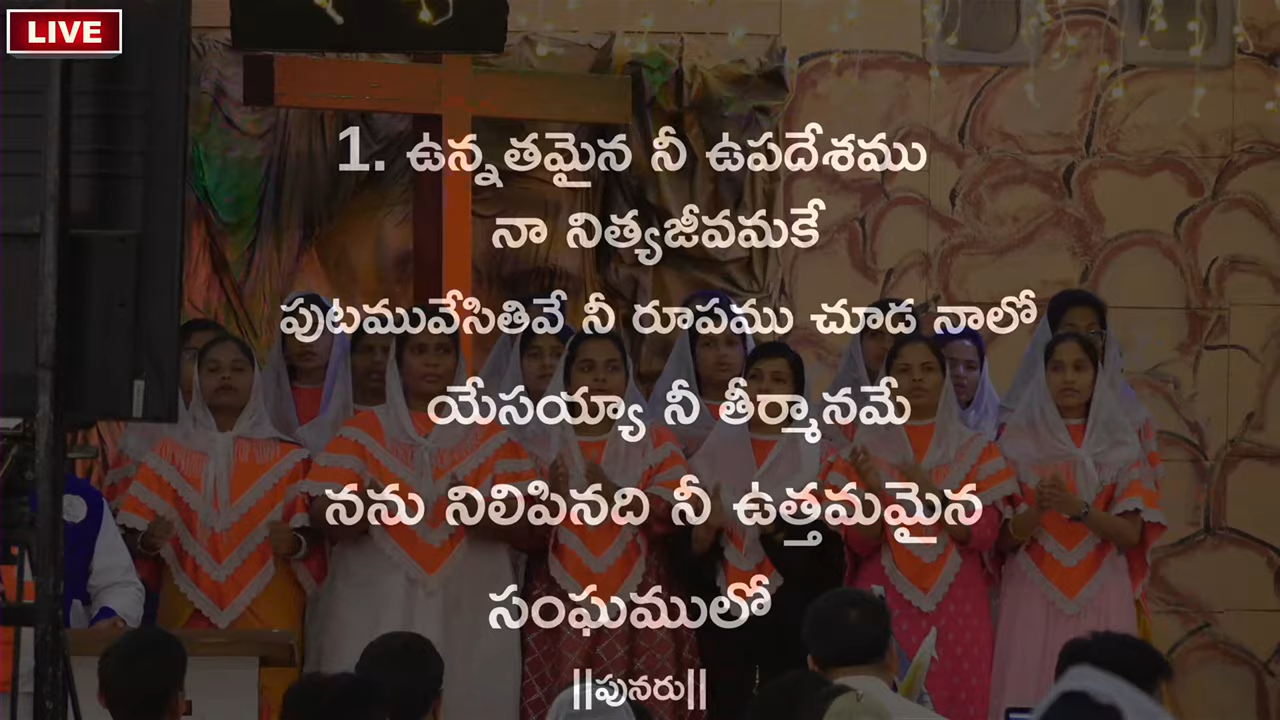 LIVE
1. ఉన్నతమైన నీ ఉపదేశము
నా నిత్యజీవమకే
పుటమువేసితివే నీ రూపము చూడ నాలో
యేసయ్యా నీ తీర్మానమే
నను నిలిపినది నీ ఉత్తమమైన
సంఘములో
||పునరు||